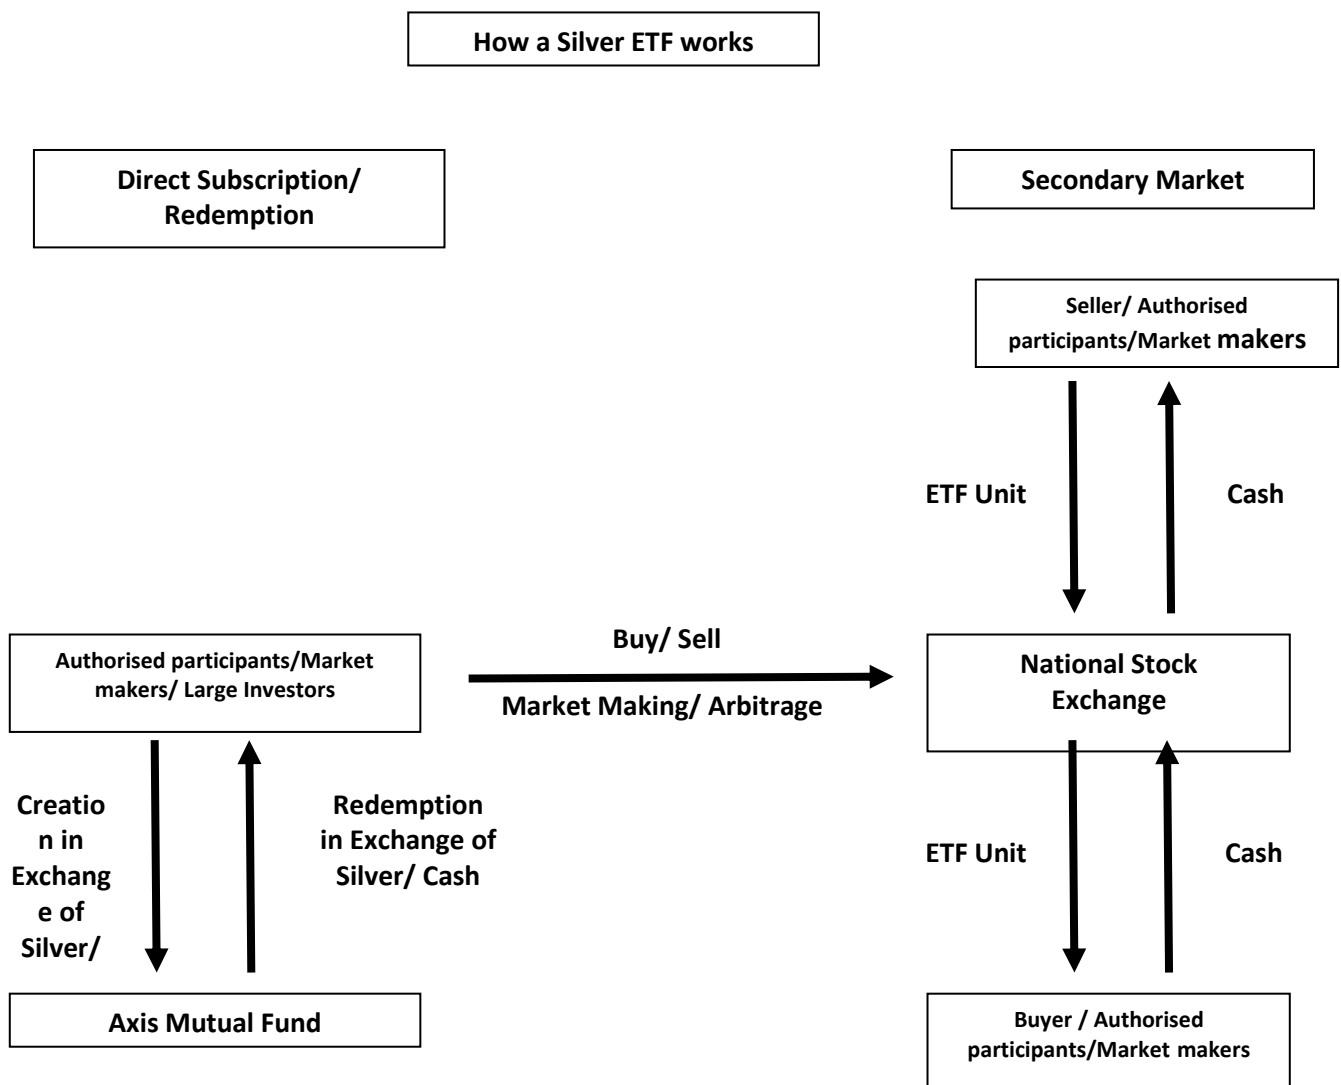 How a Silver ETF works
Direct Subscription/
Redemption
Secondary Market
Seller/ Authorised
participants/Market makers
ETF Unit
Cash
Authorised participants/Market
makers/ Large Investors
Buy/ Sell
Market Making/ Arbitrage
National Stock
Exchange
Creatio
n in
Exchang
e of
Silver/
Redemption
in Exchange of
Silver/ Cash
ETF Unit
Cash
Axis Mutual Fund
Buyer / Authorised
participants/Market makers